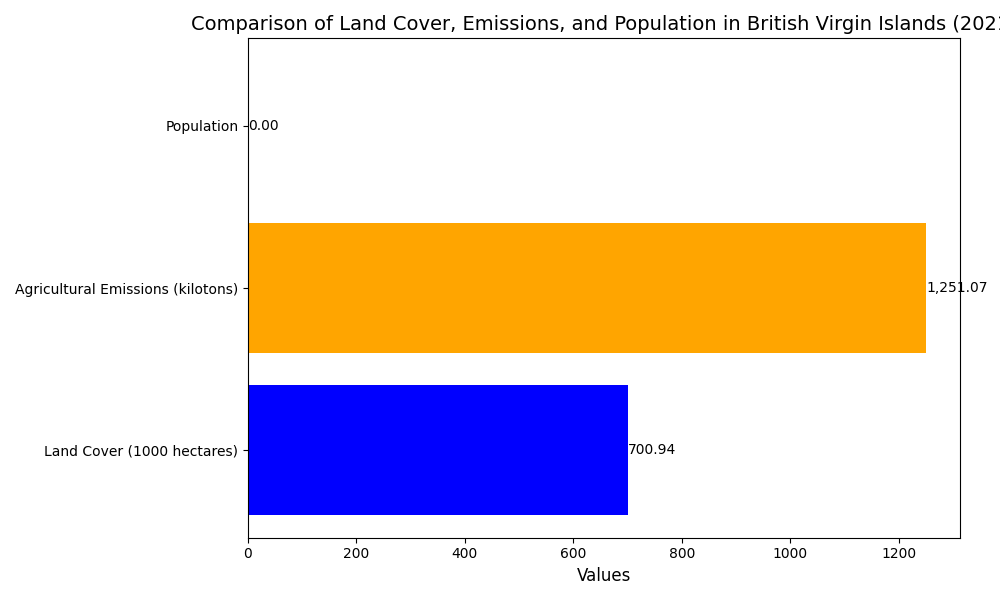 Comparison of Land Cover, Emissions, and Population in British Virgin Islands (2021
Population
0.00
Agricultural Emissions (kilotons)
1,251.07
Land Cover (1000 hectares)
700.94
0 200 400 600 800 1000 1200
Values